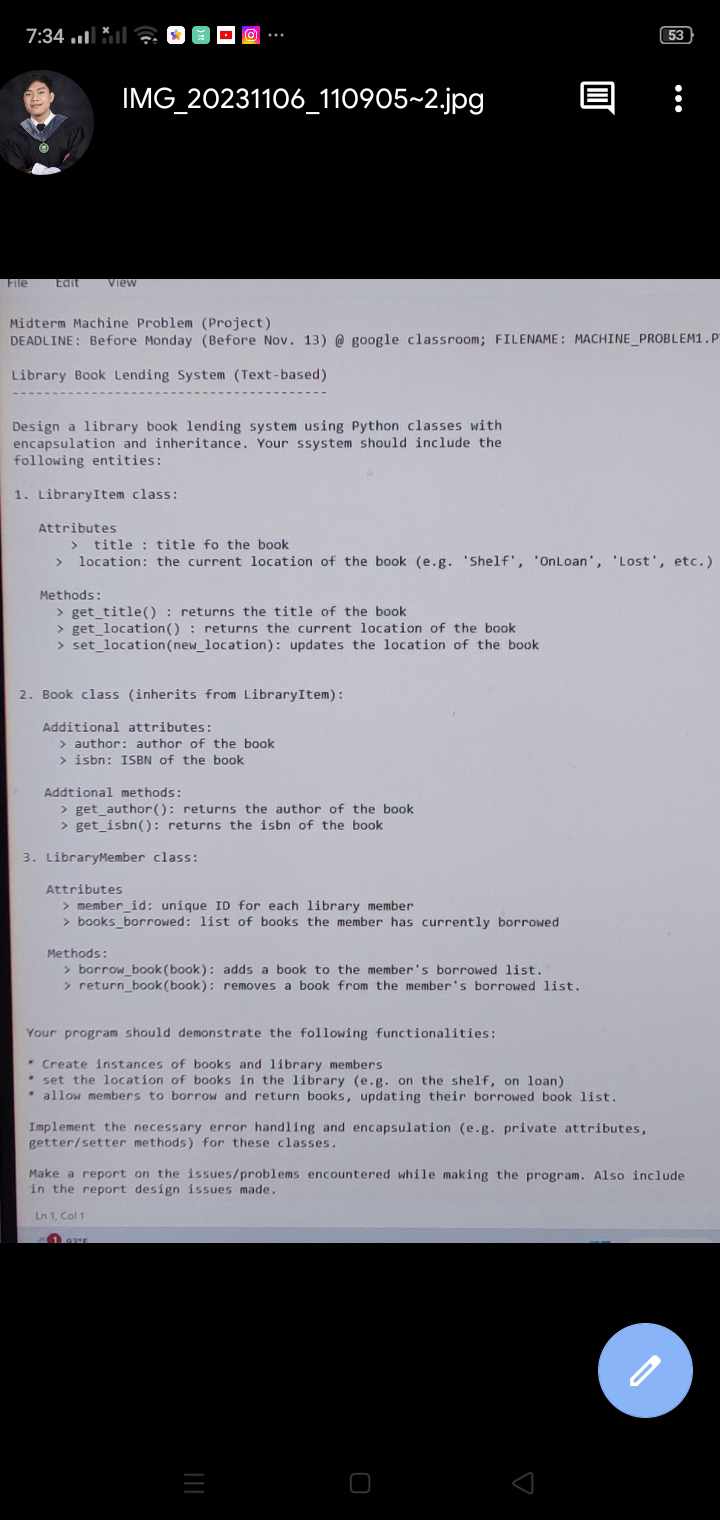 7:34
53
IMG_20231106_110905~2.jpg
File Edit View
Midterm Machine Problem (Project)
DEADLINE: Before Monday (Before Nov. 13) @ google classroom; FILENAME: MACHINE_PROBLEM1.P
Library Book Lending System (Text-based)
----------------------------------------
Design a library book lending system using Python classes with
encapsulation and inheritance. Your ssystem should include the
following entities:
1. LibraryItem class:
Attributes
> title : title fo the book
> location: the current location of the book (e.g. 'Shelf', 'OnLoan', 'Lost', etc.)
Methods:
> get_title() : returns the title of the book
> get_location() : returns the current location of the book
> set_location(new_location): updates the location of the book
2. Book class (inherits from LibraryItem):
Additional attributes:
> author: author of the book
> isbn: ISBN of the book
Addtional methods:
> get_author(): returns the author of the book
> get_isbn(): returns the isbn of the book
3. LibraryMember class:
Attributes
> member_id: unique ID for each library member
> books_borrowed: list of books the member has currently borrowed
Methods:
> borrow_book(book): adds a book to the member's borrowed list.
> return_book(book): removes a book from the member's borrowed list.
Your program should demonstrate the following functionalities:
* Create instances of books and library members
* set the location of books in the library (e.g. on the shelf, on loan)
* allow members to borrow and return books, updating their borrowed book list.
Implement the necessary error handling and encapsulation (e.g. private attributes,
getter/setter methods) for these classes.
Make a report on the issues/problems encountered while making the program. Also include
in the report design issues made.
Ln 1, Col 1
1 93°F